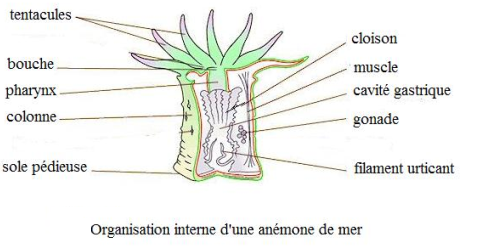 tentacules
bouche
pharynx
colonne
sole pédieuse
cloison
muscle
cavité gastrique
gonade
filament urticant
Organisation interne d'une anémone de mer